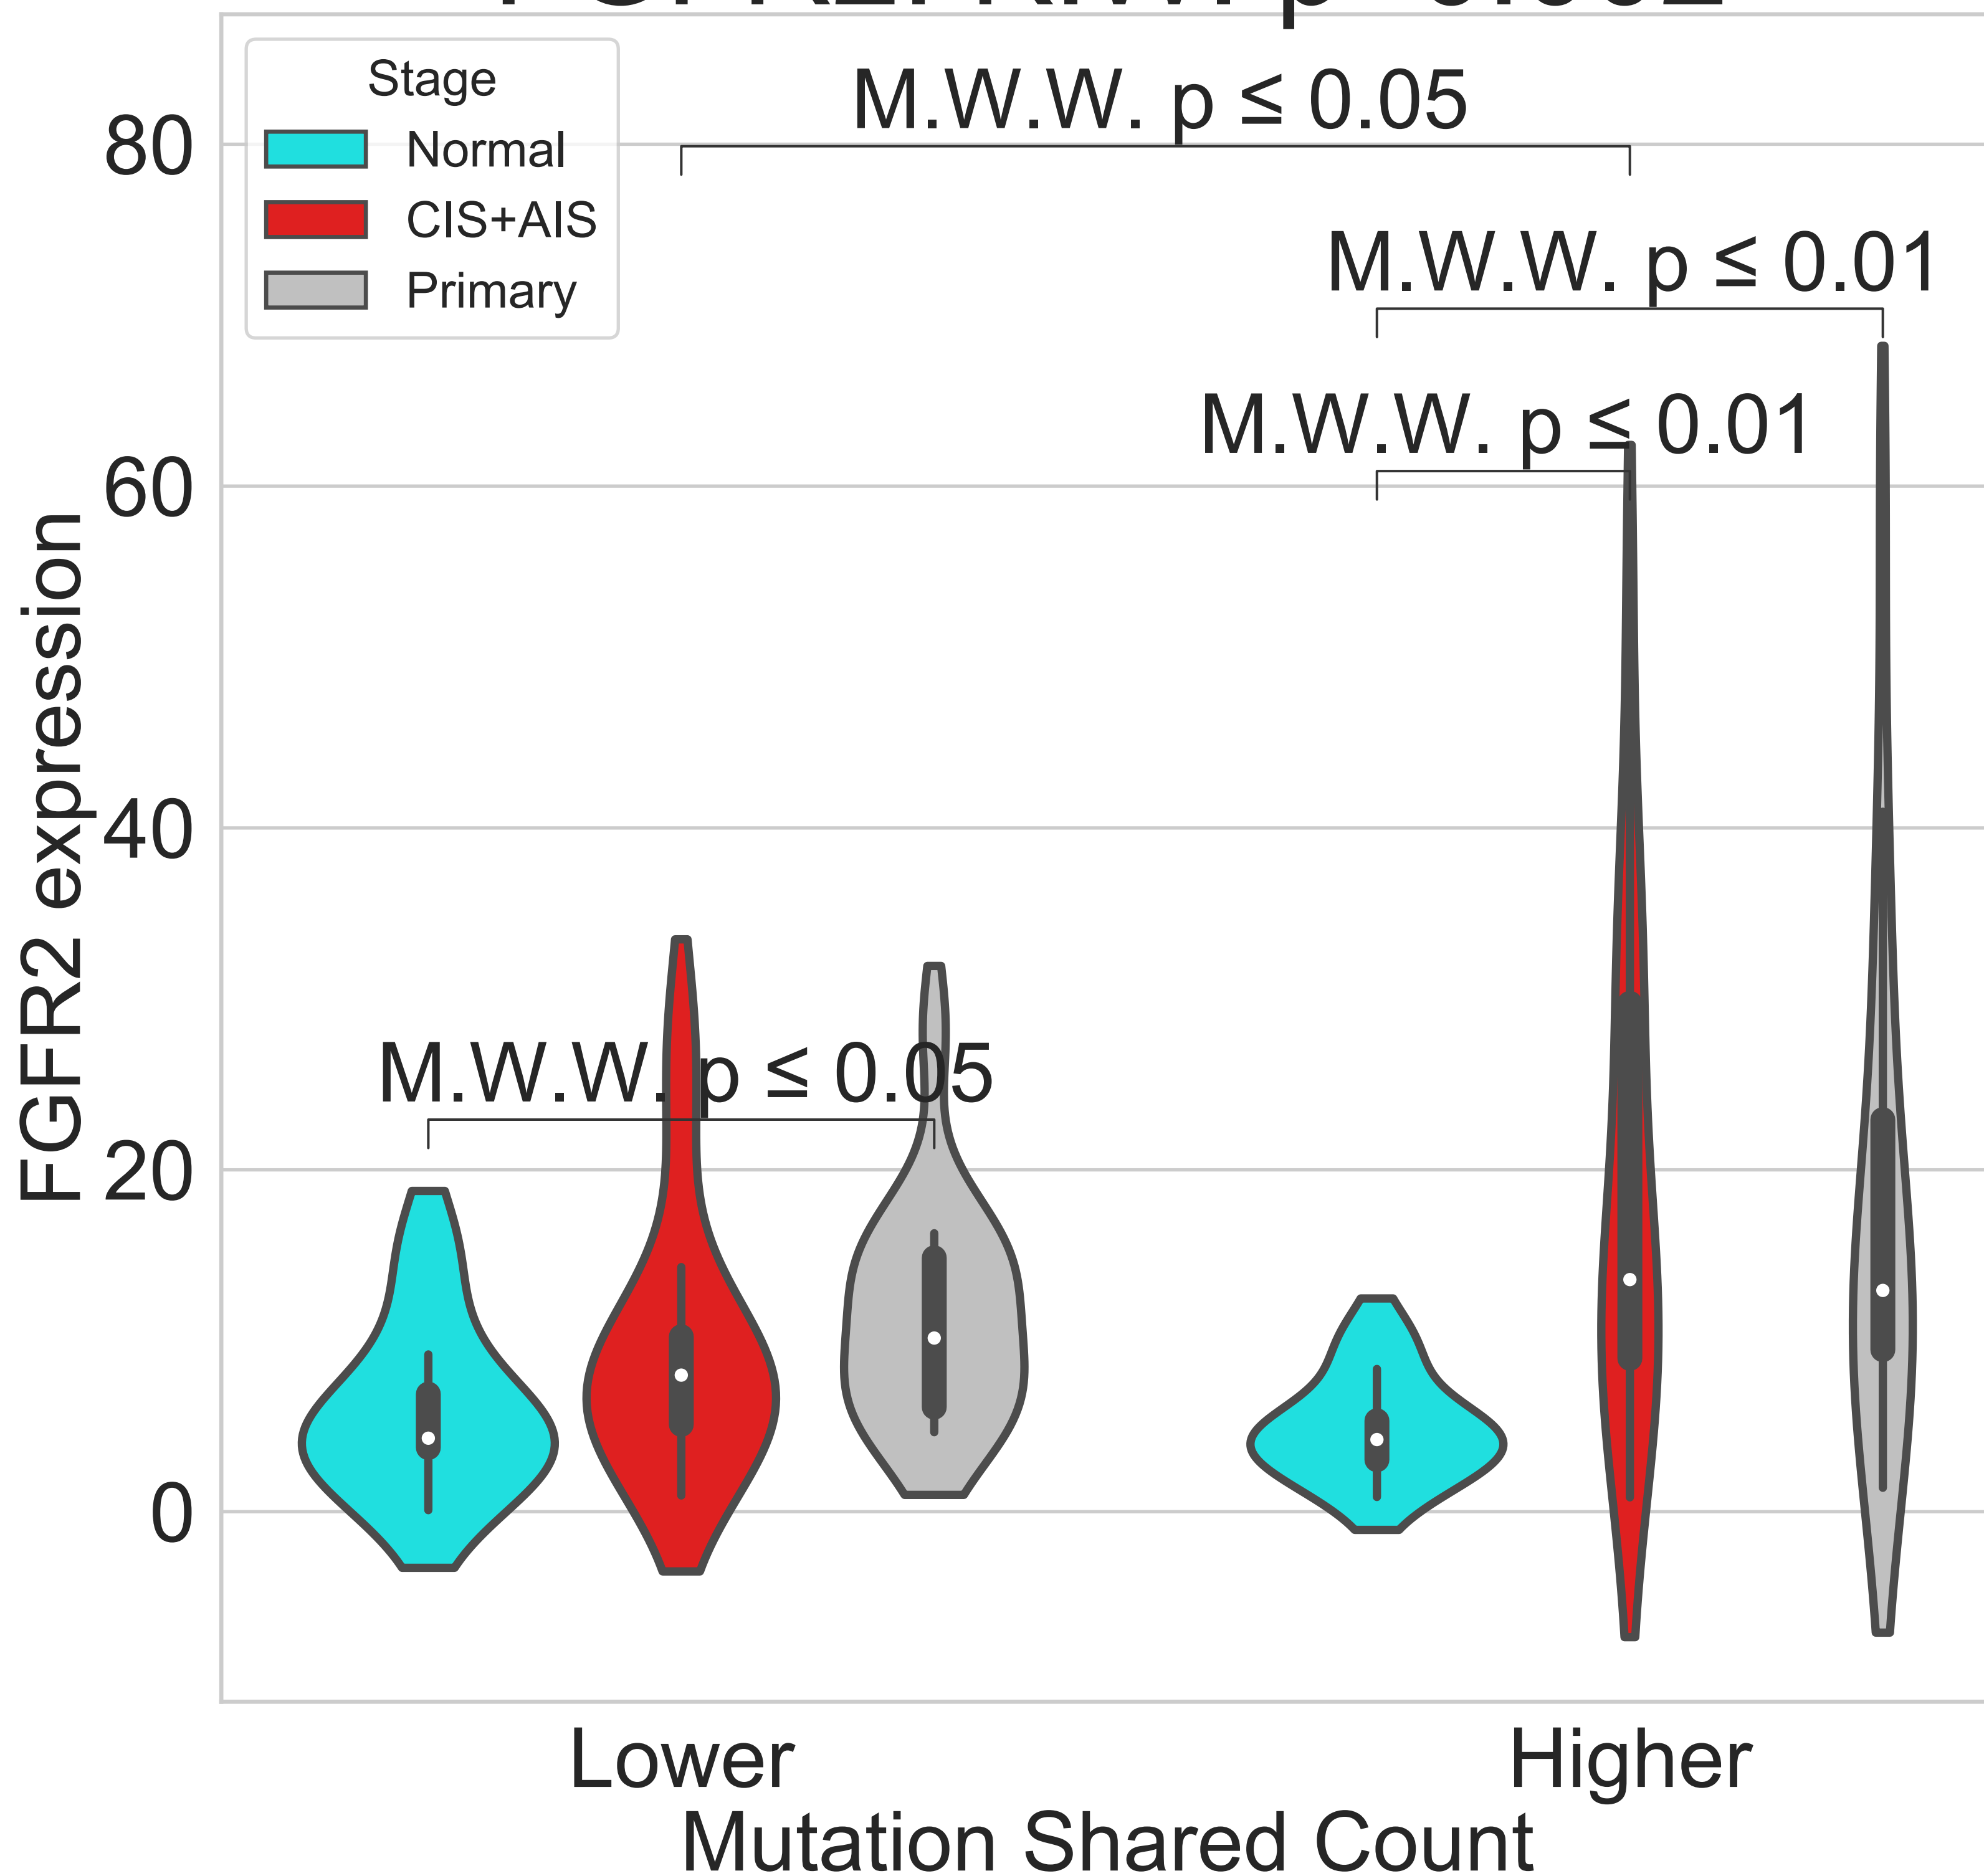 Stage
Normal
CIS+AIS
Primary
M.W.W. p ≤ 0.05
M.W.W. p ≤ 0.01
M.W.W. p ≤ 0.01
M.W.W. p ≤ 0.05
80
60
40
20
0
FGFR2 expression
Lower
Higher
Mutation Shared Count